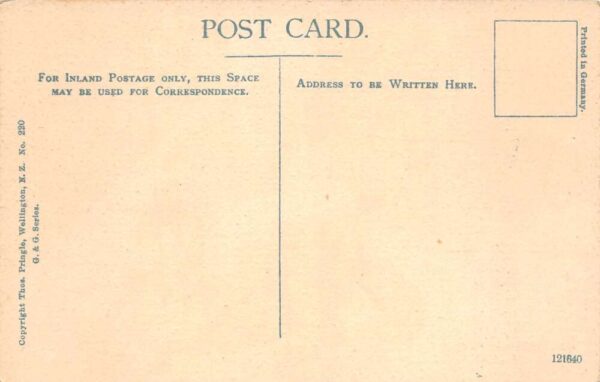 POST CARD.
FOR INLAND POSTAGE ONLY, THIS SPACE
MAY BE USED FOR CORRESPONDENCE.
ADDRESS TO BE WRITTEN HERE.
Printed in Germany.
Copyright Thos. Pringle, Wellington, N. Z. No. 220
G. & G. Series.
121640